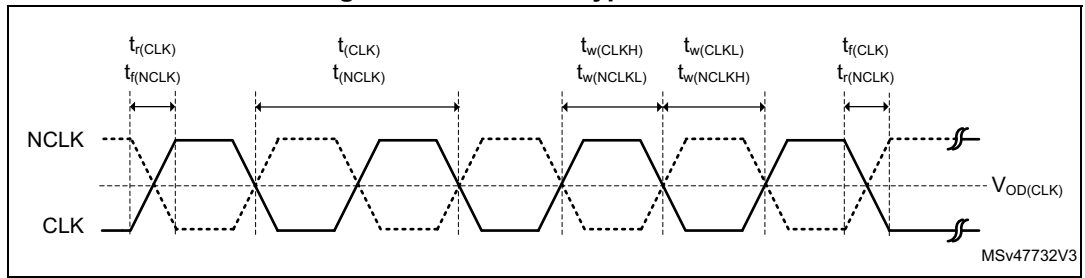 t_r(CLK) t_(CLK) t_w(CLKH) t_w(CLKL) t_f(CLK)
t_f(NCLK) t_(NCLK) t_w(NCLKL) t_w(NCLKH) t_r(NCLK)
NCLK
V_OD(CLK)
CLK
MSv47732V3